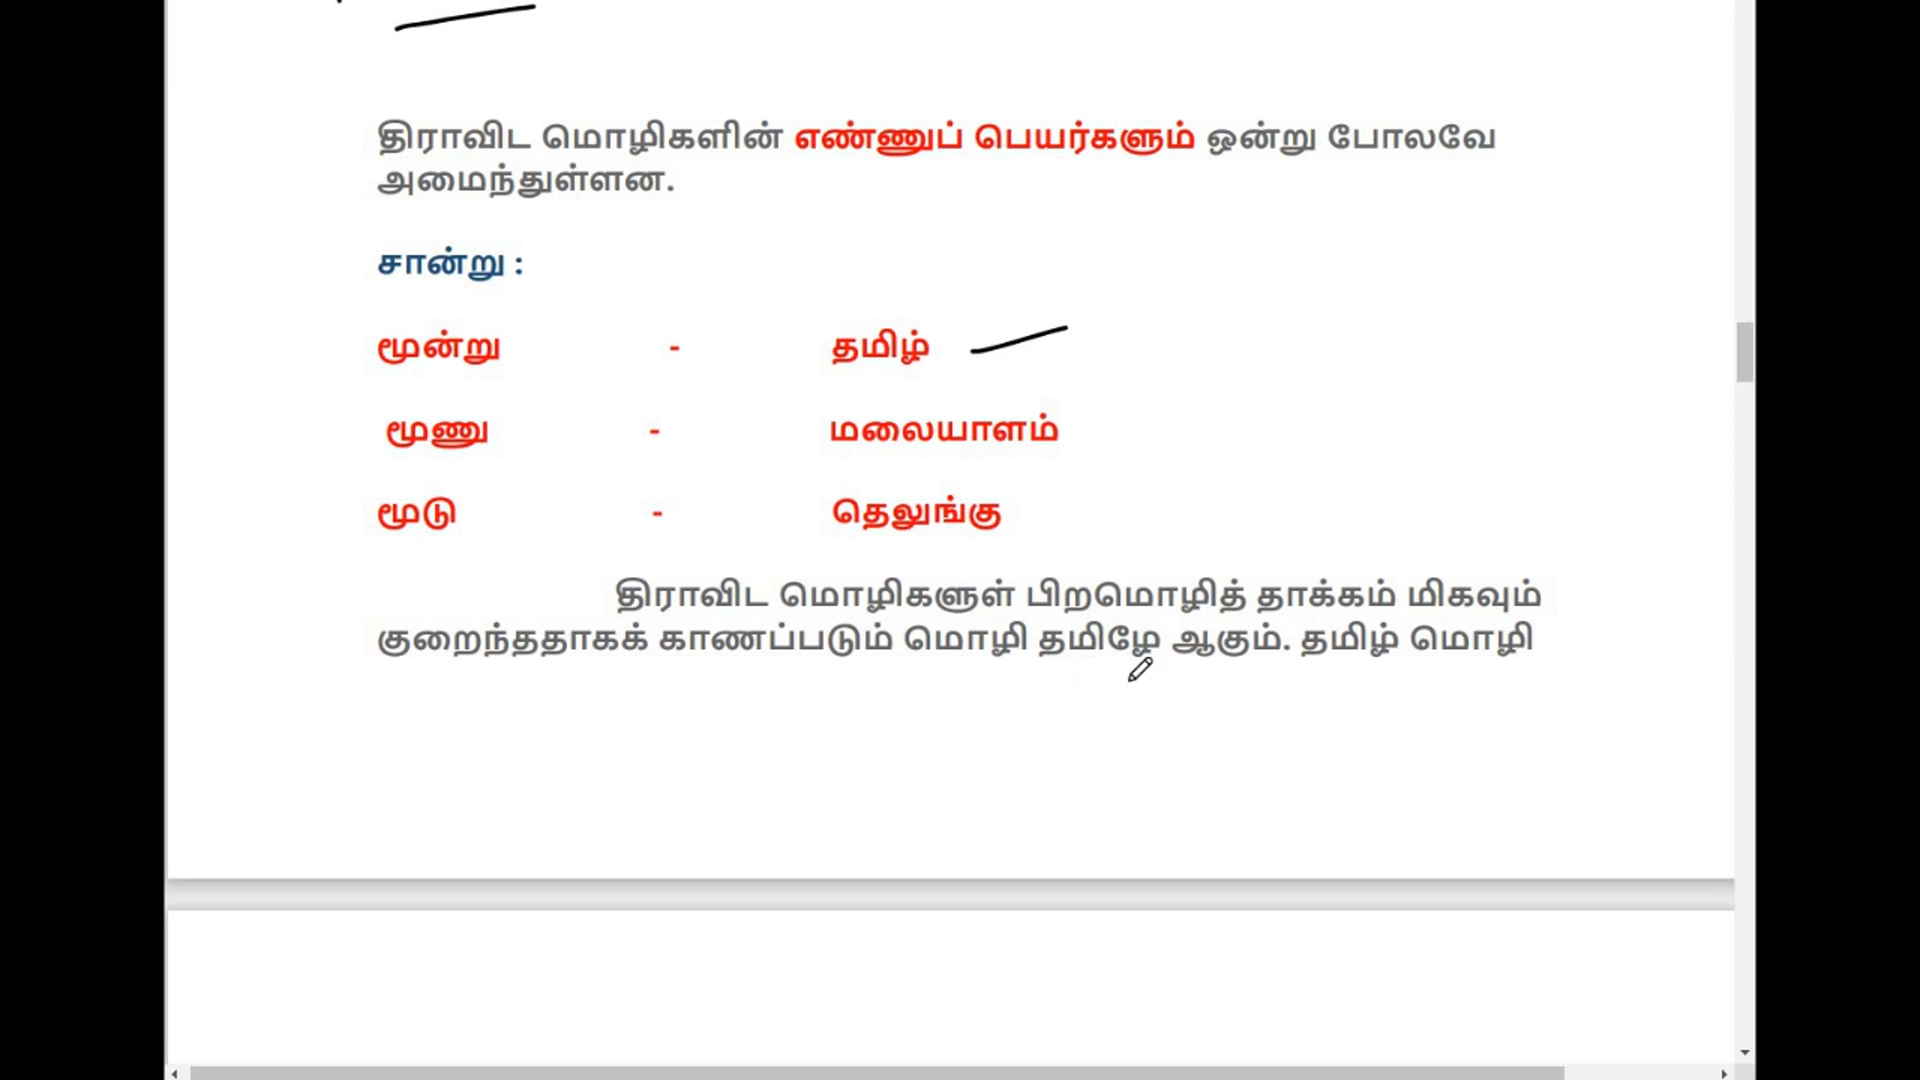 திராவிட மொழிகளின் எண்ணுப் பெயர்களும் ஒன்று போலவே
அமைந்துள்ளன.
சான்று :
மூன்று - தமிழ்
மூணு - மலையாளம்
மூடு - தெலுங்கு
திராவிட மொழிகளுள் பிறமொழித் தாக்கம் மிகவும்
குறைந்ததாகக் காணப்படும் மொழி தமிழே ஆகும். தமிழ் மொழி